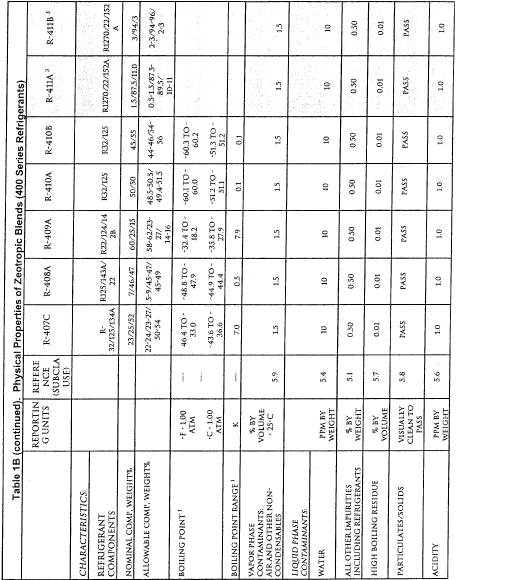 Table 1B (continued). Physical Properties of Zeotropic Blends (400 Series Refrigerants)
REPORTIN G UNITS REFERE NCE (SUBCLA USE) R-407C R-408A R-409A R-410A R-410B R-411A ³ R-411B ³
CHARACTERISTICS:
REFRIGERANT COMPONENTS R-32/125/134A R125/143A/22 R22/124/142B R32/125 R32/125 R1270/22/152A R1270/22/152A
NOMINAL COMP, WEIGHT% 23/25/52 7/46/47 60/25/15 50/50 45/55 1.5/87.5/11.0 3/94/3
ALLOWABLE COMP. WEIGHT% 22-24/23-27/50-54 5-9/45-47/45-49 58-62/23-27/14-16 48.5-50.5/49.4-51.5 44-46/54-56 0.5-1.5/87.5-89.5/10-11 2-3/94-96/2-3
BOILING POINT ¹ ·F · 1.00 ATM --- 46.4 TO -33.0 -48.8 TO -47.9 -32.4 TO -18.2 -60.1 TO -60.0 -60.3 TO -60.2
·C · 1.00 ATM --- -43.6 TO -36.6 -44.9 TO -44.4 -35.8 TO -27.9 -51.2 TO -51.1 -51.3 TO -51.2
BOILING POINT RANGE ¹ K --- 7.0 0.5 7.9 0.1 0.1
VAPOR PHASE CONTAMINANTS: AIR AND OTHER NON-CONDENSABLES % BY VOLUME · 25·C 5.9 1.5 1.5 1.5 1.5 1.5 1.5 1.5
LIQUID PHASE CONTAMINANTS:
WATER PPM BY WEIGHT 5.4 10 10 10 10 10 10 10
ALL OTHER IMPURITIES INCLUDING REFRIGERANTS % BY WEIGHT 5.1 0.50 0.50 0.50 0.50 0.50 0.50 0.50
HIGH BOILING RESIDUE % BY VOLUME 5.7 0.01 0.01 0.01 0.01 0.01 0.01 0.01
PARTICULATES/SOLIDS VISUALLY CLEAN TO PASS 5.8 PASS PASS PASS PASS PASS PASS PASS
ACIDITY PPM BY WEIGHT 5.6 1.0 1.0 1.0 1.0 1.0 1.0 1.0